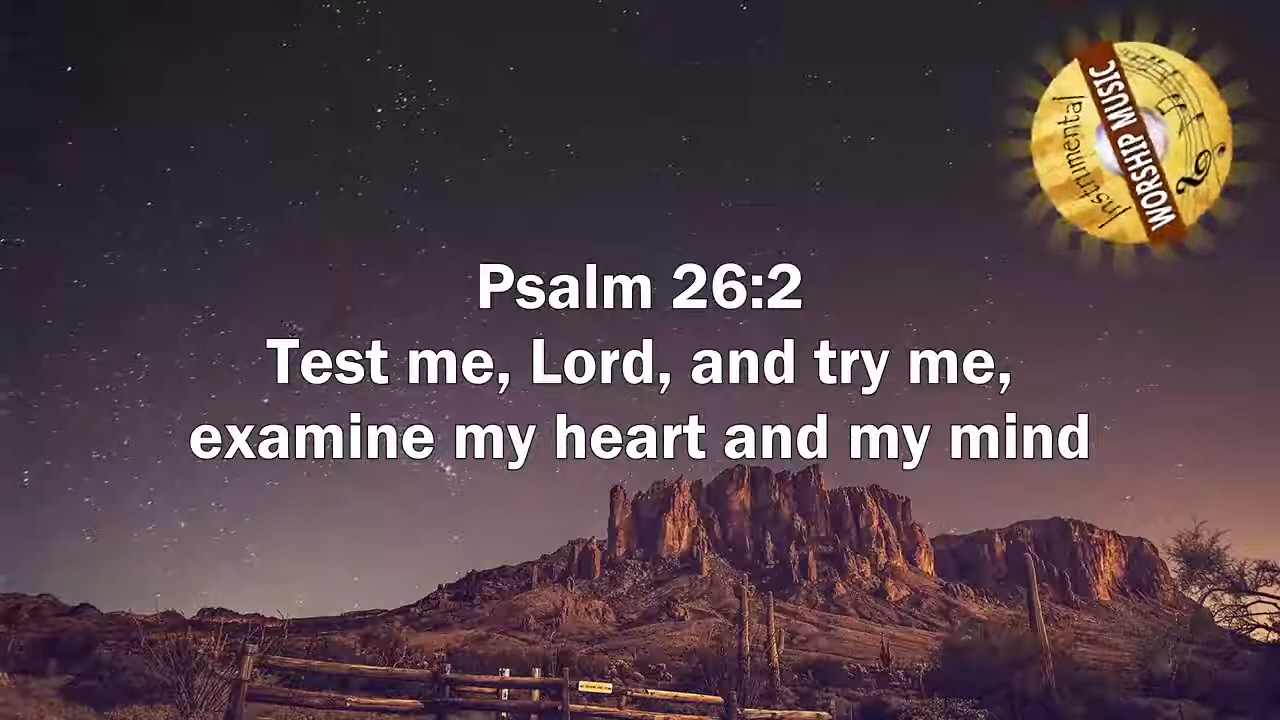 Instrumental
WORSHIP MUSIC
Psalm 26:2
Test me, Lord, and try me,
examine my heart and my mind